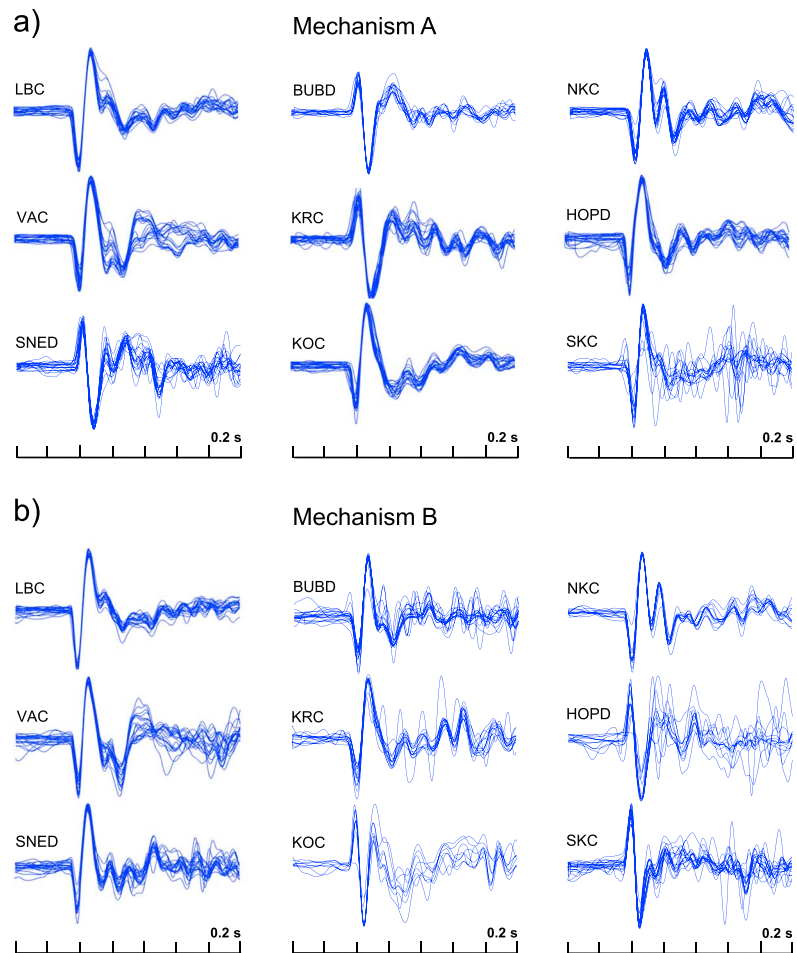 a)
Mechanism A
LBC
BUBD
NKC
VAC
KRC
HOPD
SNED
KOC
SKC
0.2 s
0.2 s
0.2 s
b)
Mechanism B
LBC
BUBD
NKC
VAC
KRC
HOPD
SNED
KOC
SKC
0.2 s
0.2 s
0.2 s